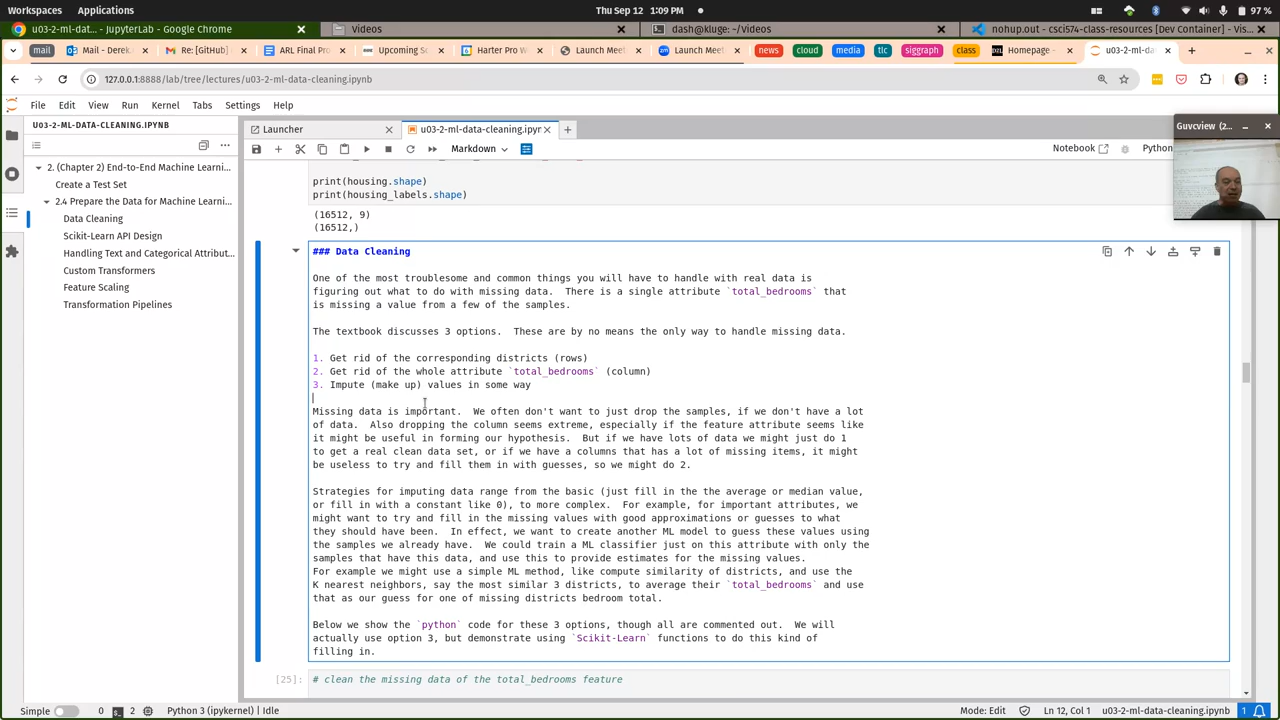 Workspaces Applications Thu Sep 12 1:09 PM 97 %
u03-2-ml-dat... - JupyterLab - Google Chrome Videos dash@kluge:~/Videos nohup.out - csci574-class-resources [Dev Container] - Vis...
mail Mail - Derek. Re: [GitHub] ARL Final Pro Upcoming Sc Harter Pro W Launch Meet Launch Meet news cloud media tlc siggraph class Homepage - u03-2-ml-dat
127.0.0.1:8888/lab/tree/lectures/u03-2-ml-data-cleaning.ipynb
File Edit View Run Kernel Tabs Settings Help
U03-2-ML-DATA-CLEANING.IPYNB
Launcher u03-2-ml-data-cleaning.ipyr
Guvcview (2...
Markdown Notebook Python
2. (Chapter 2) End-to-End Machine Learni...
Create a Test Set
2.4 Prepare the Data for Machine Learni...
Data Cleaning
Scikit-Learn API Design
Handling Text and Categorical Attribut...
Custom Transformers
Feature Scaling
Transformation Pipelines
print(housing.shape)
print(housing_labels.shape)
(16512, 9)
(16512,)
### Data Cleaning
One of the most troublesome and common things you will have to handle with real data is
figuring out what to do with missing data.  There is a single attribute `total_bedrooms` that
is missing a value from a few of the samples.
The textbook discusses 3 options.  These are by no means the only way to handle missing data.
1. Get rid of the corresponding districts (rows)
2. Get rid of the whole attribute `total_bedrooms` (column)
3. Impute (make up) values in some way
Missing data is important.  We often don't want to just drop the samples, if we don't have a lot
of data.  Also dropping the column seems extreme, especially if the feature attribute seems like
it might be useful in forming our hypothesis.  But if we have lots of data we might just do 1
to get a real clean data set, or if we have a columns that has a lot of missing items, it might
be useless to try and fill them in with guesses, so we might do 2.
Strategies for imputing data range from the basic (just fill in the the average or median value,
or fill in with a constant like 0), to more complex.  For example, for important attributes, we
might want to try and fill in the missing values with good approximations or guesses to what
they should have been.  In effect, we want to create another ML model to guess these values using
the samples we already have.  We could train a ML classifier just on this attribute with only the
samples that have this data, and use this to provide estimates for the missing values.
For example we might use a simple ML method, like compute similarity of districts, and use the
K nearest neighbors, say the most similar 3 districts, to average their `total_bedrooms` and use
that as our guess for one of missing districts bedroom total.
Below we show the `python` code for these 3 options, though all are commented out.  We will
actually use option 3, but demonstrate using `Scikit-Learn` functions to do this kind of
filling in.
[25]: # clean the missing data of the total_bedrooms feature
Simple 0 2 Python 3 (ipykernel) | Idle Mode: Edit Ln 12, Col 1 u03-2-ml-data-cleaning.ipynb 1